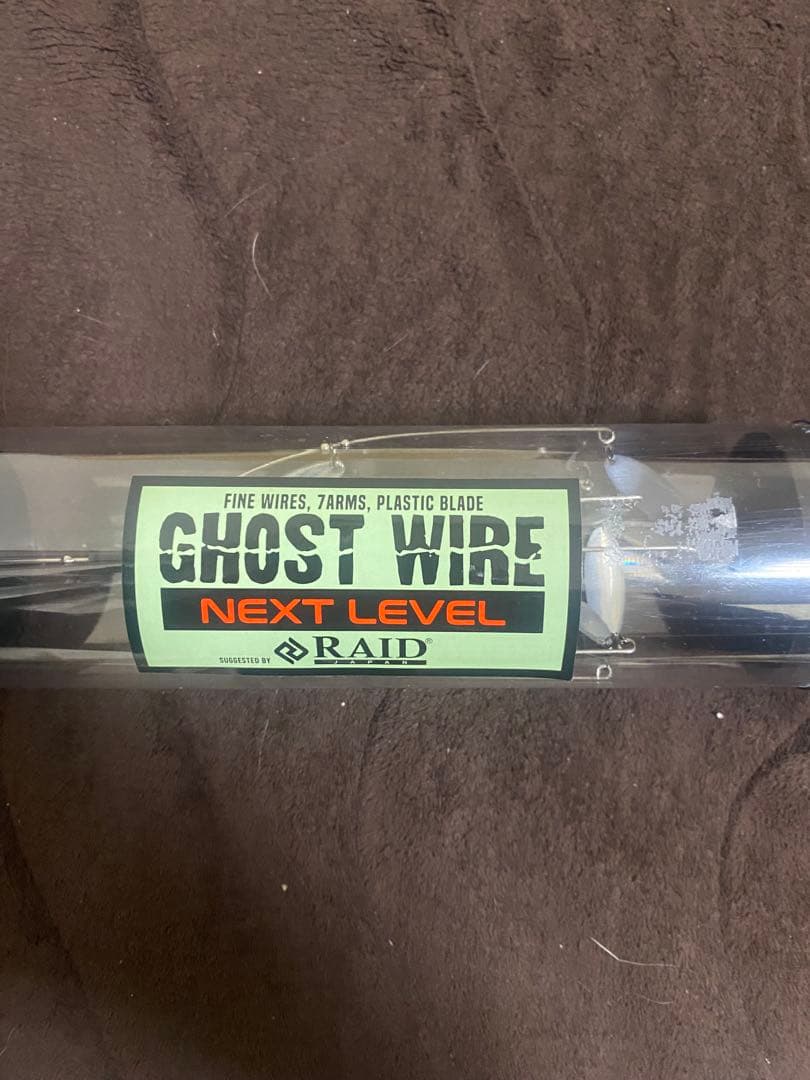 FINE WIRES, 7ARMS, PLASTIC BLADE
GHOST WIRE
NEXT LEVEL
SUGGESTED BY RAID®
JAPAN